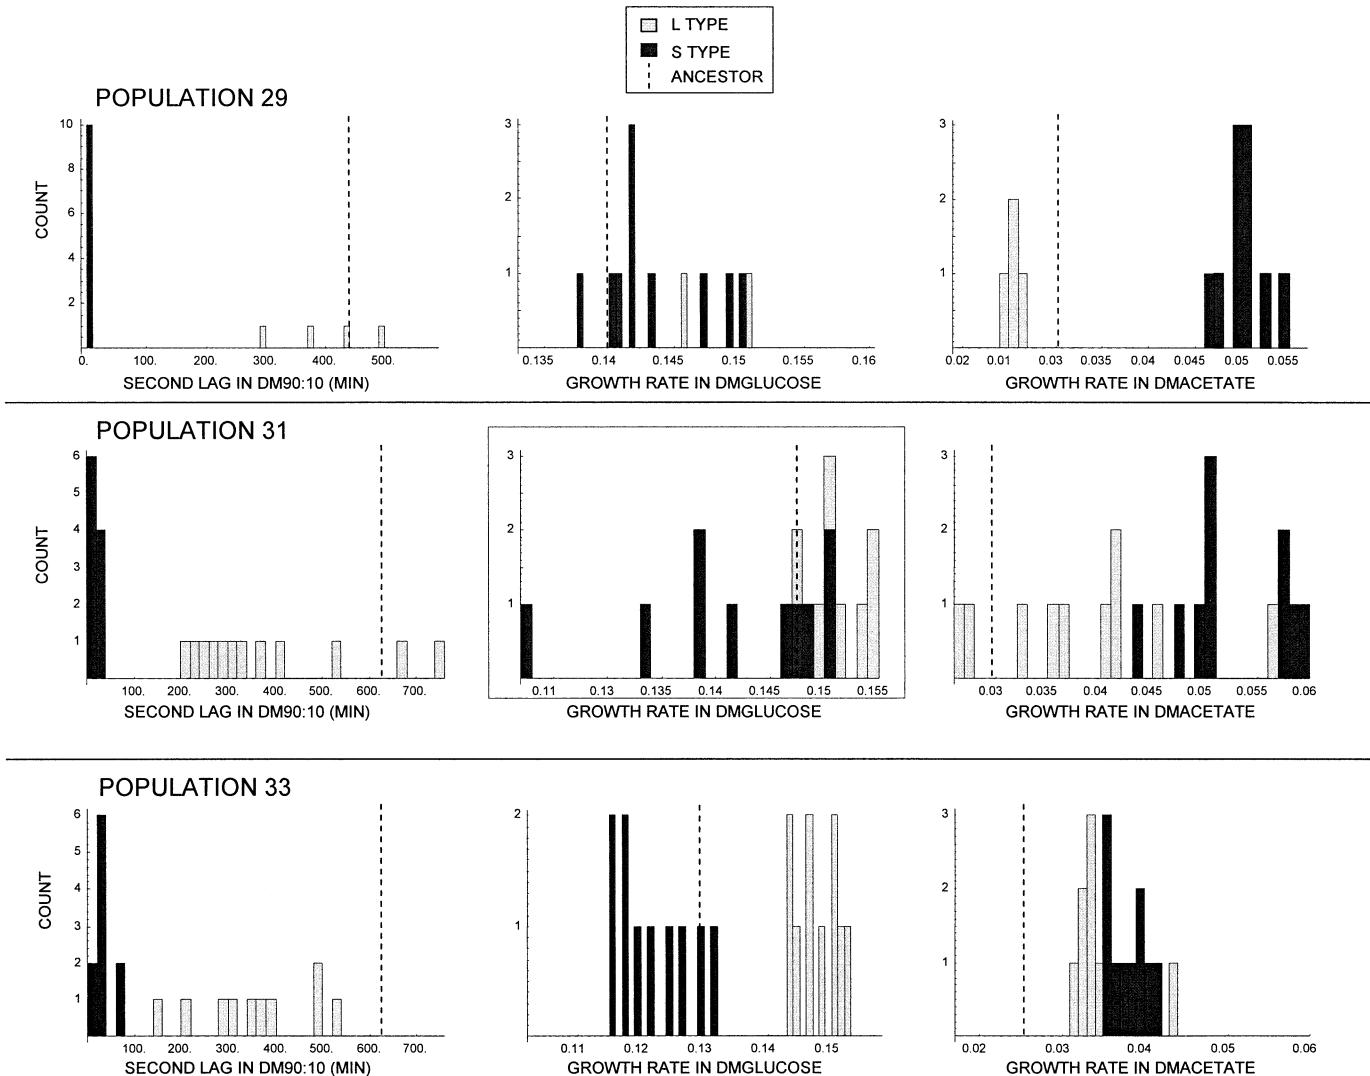 L TYPE
S TYPE
ANCESTOR
POPULATION 29
10
8
6
4
2
COUNT
0. 100. 200. 300. 400. 500.
SECOND LAG IN DM90:10 (MIN)
3
2
1
0.135 0.14 0.145 0.15 0.155 0.16
GROWTH RATE IN DMGLUCOSE
3
2
1
0.02 0.01 0.03 0.035 0.04 0.045 0.05 0.055
GROWTH RATE IN DMACETATE
POPULATION 31
6
5
4
3
2
1
COUNT
100. 200. 300. 400. 500. 600. 700.
SECOND LAG IN DM90:10 (MIN)
3
2
1
0.11 0.13 0.135 0.14 0.145 0.15 0.155
GROWTH RATE IN DMGLUCOSE
3
2
1
0.03 0.035 0.04 0.045 0.05 0.055 0.06
GROWTH RATE IN DMACETATE
POPULATION 33
6
5
4
3
2
1
COUNT
100. 200. 300. 400. 500. 600. 700.
SECOND LAG IN DM90:10 (MIN)
2
1
0.11 0.12 0.13 0.14 0.15
GROWTH RATE IN DMGLUCOSE
3
2
1
0.02 0.03 0.04 0.05 0.06
GROWTH RATE IN DMACETATE